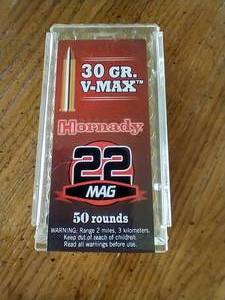 30 GR.
V-MAX™
Hornady
22
MAG
50 rounds
WARNING: Range 2 miles, 3 kilometers.
Keep out of reach of children.
Read all warnings before use.